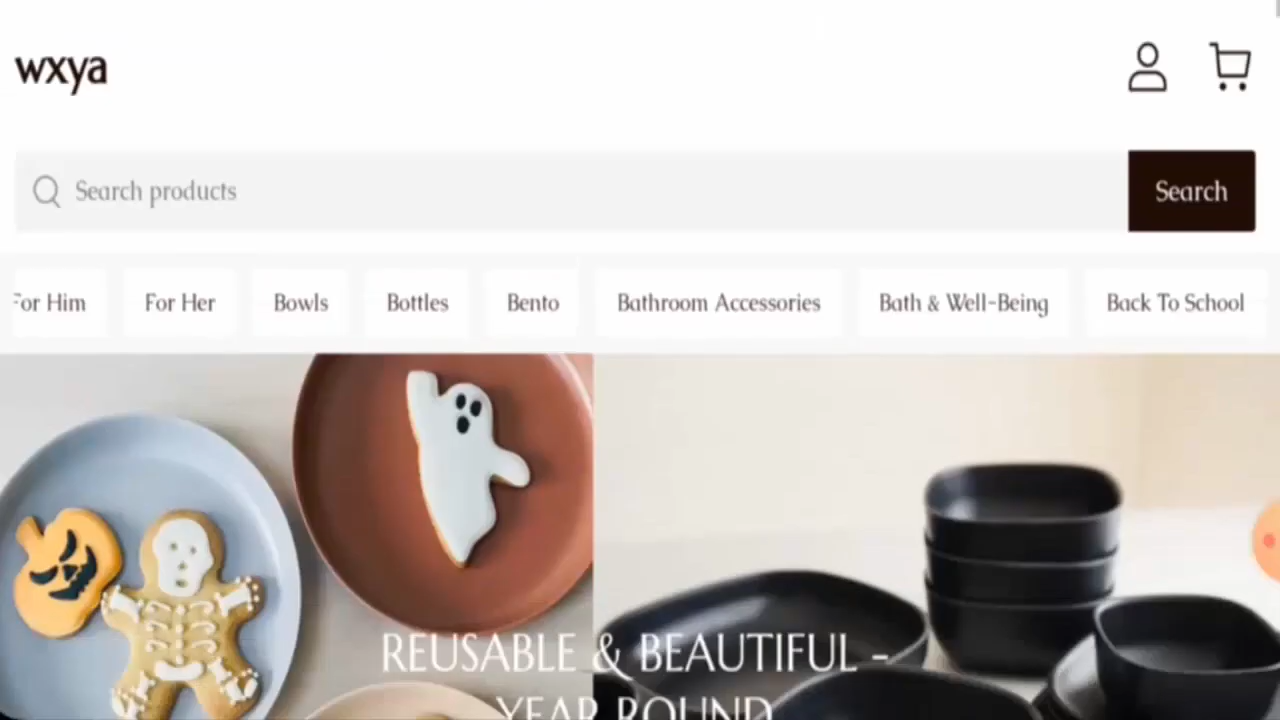 wxya
Search products
Search
For Him For Her Bowls Bottles Bento Bathroom Accessories Bath & Well-Being Back To School
REUSABLE & BEAUTIFUL -
YEAR ROUND